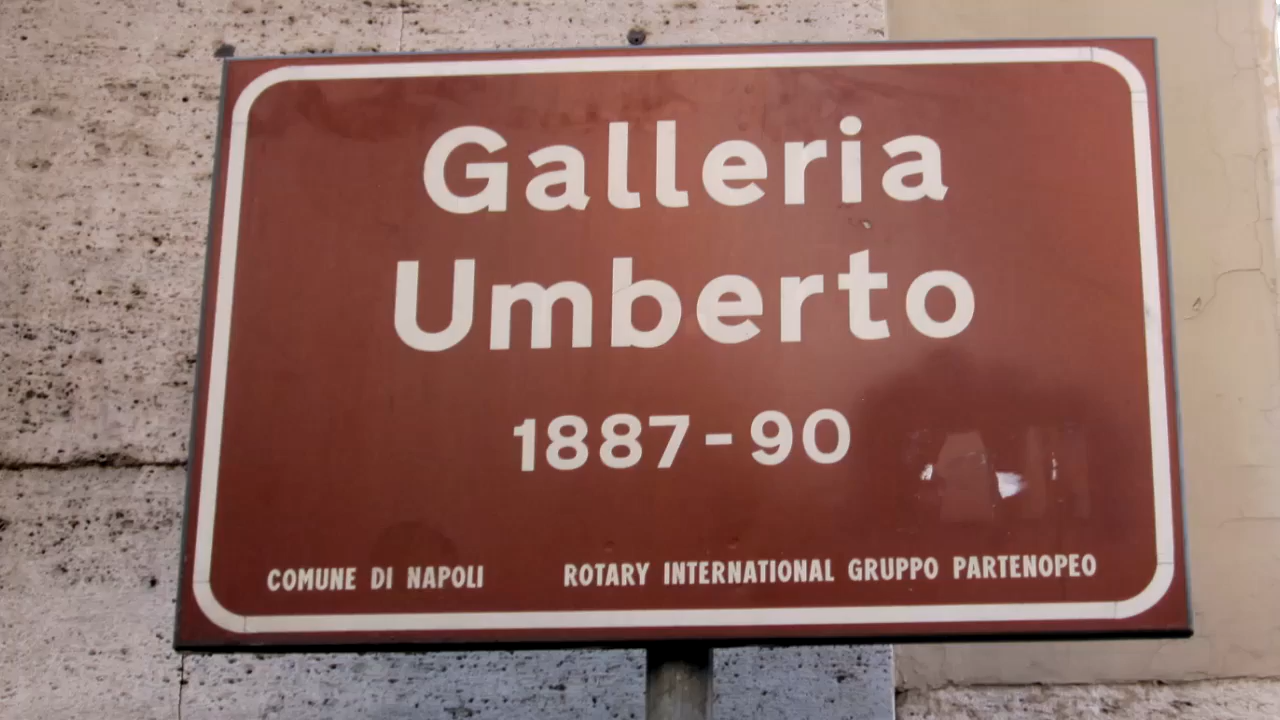 Galleria
Umberto
1887-90
COMUNE DI NAPOLI ROTARY INTERNATIONAL GRUPPO PARTENOPEO